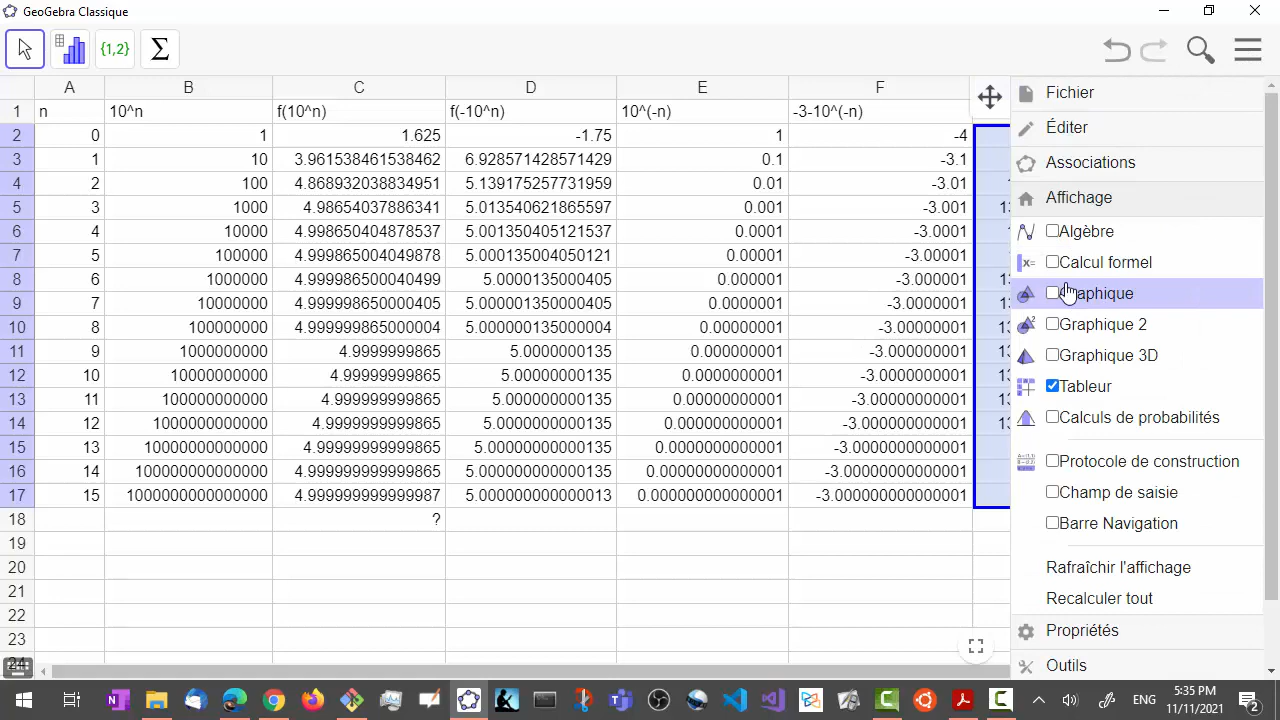 GeoGebra Classique
{1,2} Σ
A B C D E F
1 n 10^n f(10^n) f(-10^n) 10^(-n) -3-10^(-n)
2 0 1 1.625 -1.75 1 -4
3 1 10 3.961538461538462 6.928571428571429 0.1 -3.1
4 2 100 4.868932038834951 5.139175257731959 0.01 -3.01
5 3 1000 4.98654037886341 5.013540621865597 0.001 -3.001 13
6 4 10000 4.998650404878537 5.001350405121537 0.0001 -3.0001
7 5 100000 4.999865004049878 5.000135004050121 0.00001 -3.00001
8 6 1000000 4.999986500040499 5.0000135000405 0.000001 -3.000001
9 7 10000000 4.99999865000405 5.00000135000405 0.0000001 -3.0000001
10 8 100000000 4.999999865000004 5.000000135000004 0.00000001 -3.00000001
11 9 1000000000 4.9999999865 5.0000000135 0.000000001 -3.000000001
12 10 10000000000 4.99999999865 5.00000000135 0.0000000001 -3.0000000001
13 11 100000000000 4.999999999865 5.000000000135 0.00000000001 -3.00000000001
14 12 1000000000000 4.9999999999865 5.0000000000135 0.000000000001 -3.000000000001
15 13 10000000000000 4.99999999999865 5.00000000000135 0.0000000000001 -3.0000000000001
16 14 100000000000000 4.999999999999865 5.000000000000135 0.00000000000001 -3.00000000000001
17 15 1000000000000000 4.999999999999987 5.000000000000013 0.000000000000001 -3.000000000000001
18 ?
19
20
21
22
23
24
Fichier
Éditer
Associations
Affichage
Algèbre
Calcul formel
Graphique 2
Graphique 3D
Tableur
Calculs de probabilités
Protocole de construction
Champ de saisie
Barre Navigation
Rafraîchir l'affichage
Recalculer tout
Propriétés
Outils
ENG
5:35 PM
11/11/2021
2